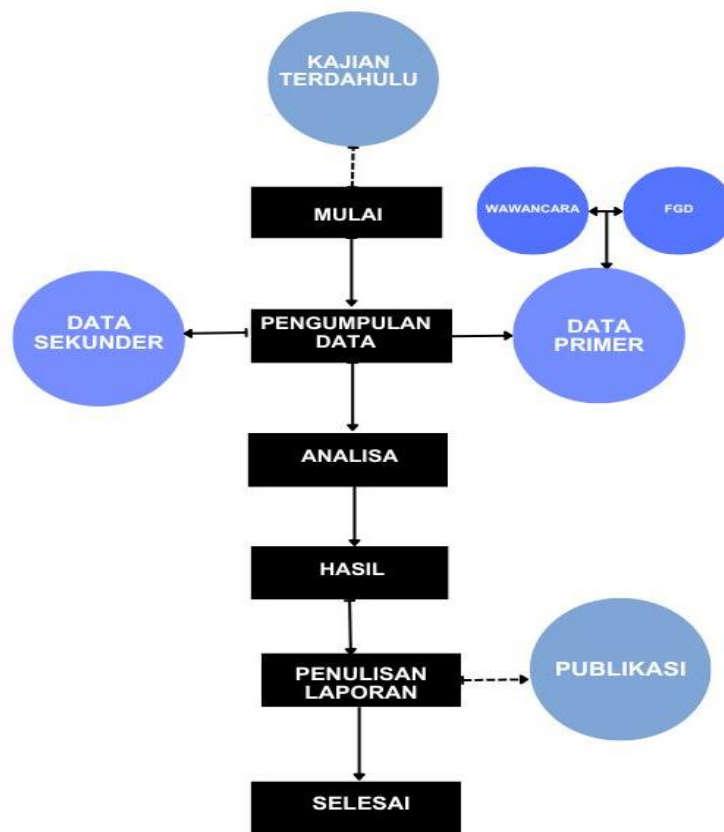 KAJIAN
TERDAHULU
MULAI
WAWANCARA
FGD
DATA
SEKUNDER
PENGUMPULAN
DATA
DATA
PRIMER
ANALISA
HASIL
PENULISAN
LAPORAN
PUBLIKASI
SELESAI